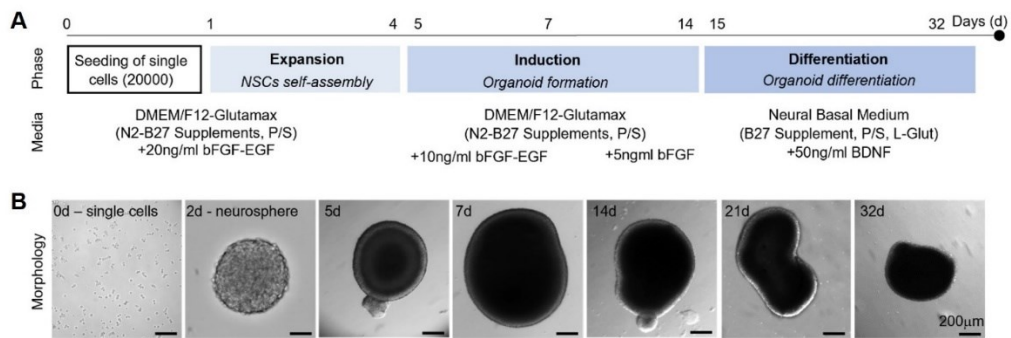 A
0 1 4 5 7 14 15 32 Days (d)
Phase
Seeding of single
cells (20000)
Expansion
NSCs self-assembly
Induction
Organoid formation
Differentiation
Organoid differentiation
Media
DMEM/F12-Glutamax
(N2-B27 Supplements, P/S)
+20ng/ml bFGF-EGF
DMEM/F12-Glutamax
(N2-B27 Supplements, P/S)
+10ng/ml bFGF-EGF +5ngml bFGF
Neural Basal Medium
(B27 Supplement, P/S, L-Glut)
+50ng/ml BDNF
B
Morphology
0d – single cells
2d - neurosphere
5d
7d
14d
21d
32d
200μm